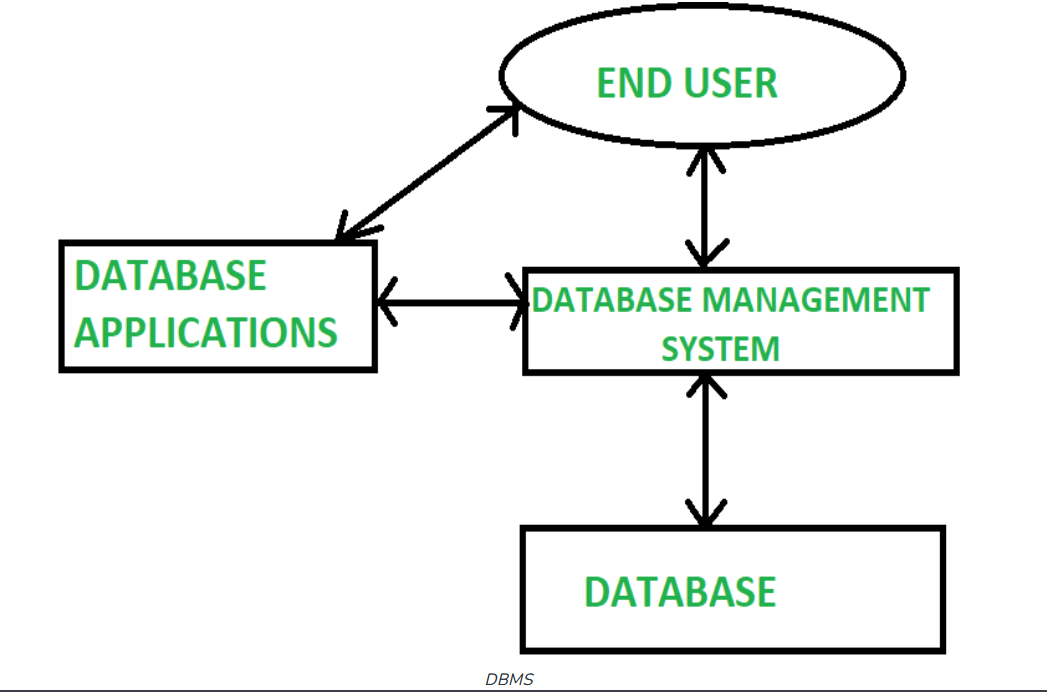 END USER
DATABASE
APPLICATIONS
DATABASE MANAGEMENT
SYSTEM
DATABASE
DBMS